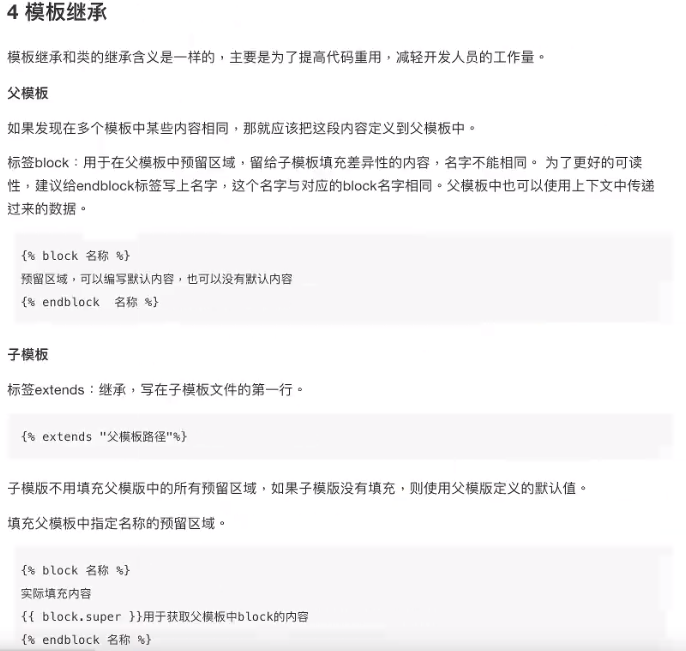 4 模板继承
模板继承和类的继承含义是一样的，主要是为了提高代码重用，减轻开发人员的工作量。
父模板
如果发现在多个模板中某些内容相同，那就应该把这段内容定义到父模板中。
标签block：用于在父模板中预留区域，留给子模板填充差异性的内容，名字不能相同。 为了更好的可读
性，建议给endblock标签写上名字，这个名字与对应的block名字相同。父模板中也可以使用上下文中传递
过来的数据。
{% block 名称 %}
预留区域，可以编写默认内容，也可以没有默认内容
{% endblock  名称 %}
子模板
标签extends：继承，写在子模板文件的第一行。
{% extends "父模板路径"%}
子模版不用填充父模版中的所有预留区域，如果子模版没有填充，则使用父模版定义的默认值。
填充父模板中指定名称的预留区域。
{% block 名称 %}
实际填充内容
{{ block.super }}用于获取父模板中block的内容
{% endblock 名称 %}